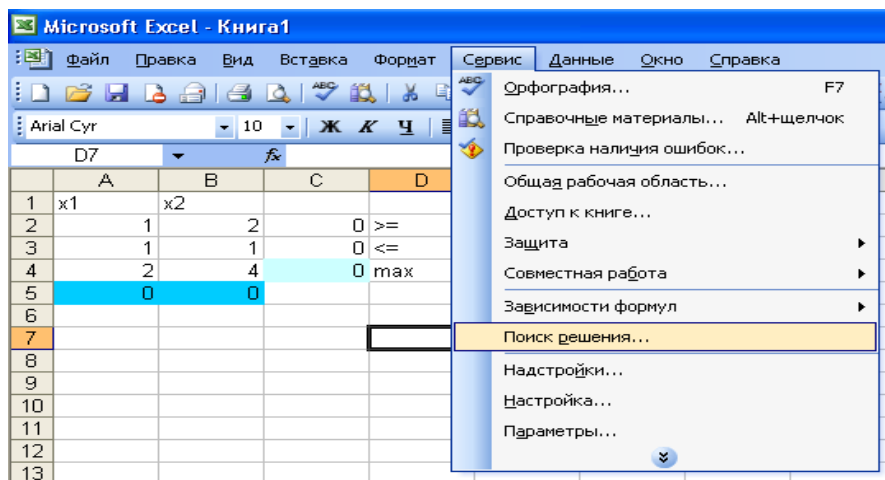 Microsoft Excel - Книга1
Файл Правка Вид Вставка Формат Сервис Данные Окно Справка
Arial Cyr 10 Ж К Ч
D7 fx
A B C D
1 x1 x2
2 1 2 0 >=
3 1 1 0 <=
4 2 4 0 max
5 0 0
6
7
8
9
10
11
12
13
Орфография... F7
Справочные материалы... Alt+щелчок
Проверка наличия ошибок...
Общая рабочая область...
Доступ к книге...
Защита
Совместная работа
Зависимости формул
Поиск решения...
Надстройки...
Настройка...
Параметры...